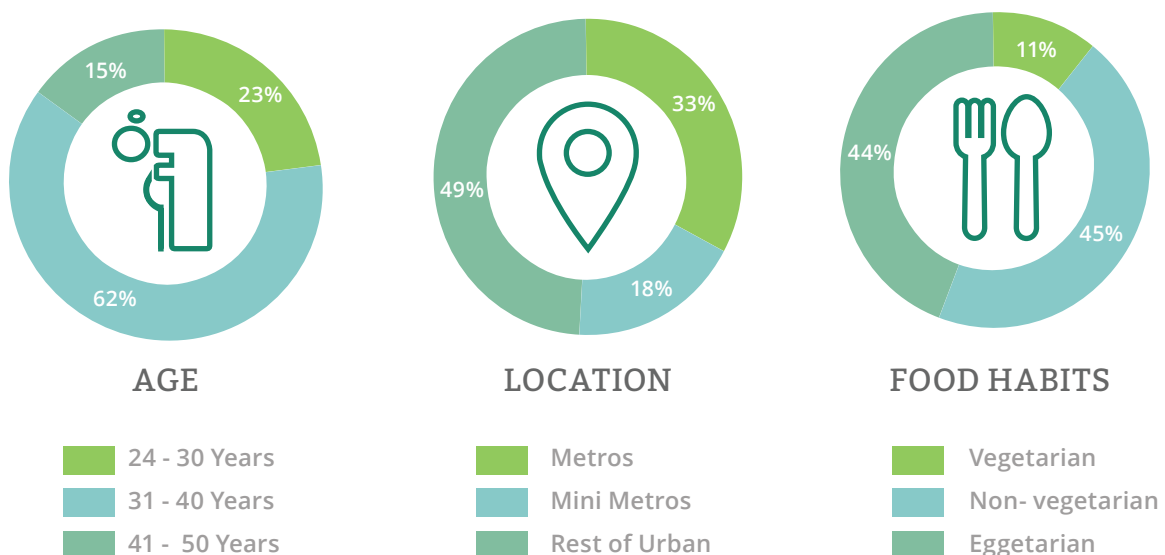 15%
23%
62%
AGE
24 - 30 Years
31 - 40 Years
41 - 50 Years
33%
49%
18%
LOCATION
Metros
Mini Metros
Rest of Urban
11%
44%
45%
FOOD HABITS
Vegetarian
Non- vegetarian
Eggetarian